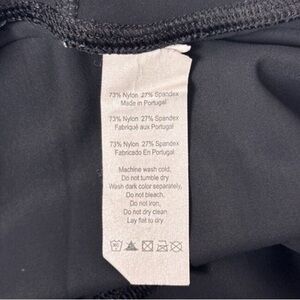 73% Nylon 27% Spandex
Made in Portugal
73% Nylon 27% Spandex
Fabriqué aux Portugal
73% Nylon 27% Spandex
Fabricado En Portugal
Machine wash cold,
Do not tumble dry
Wash dark color separately,
Do not bleach,
Do not iron,
Do not dry clean
Lay flat to dry.